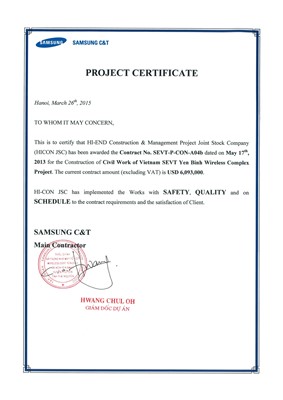 SAMSUNG SAMSUNG C&T
PROJECT CERTIFICATE
Hanoi, March 26th, 2015
TO WHOM IT MAY CONCERN,
This is to certify that HI-END Construction & Management Project Joint Stock Company
(HICON JSC) has been awarded the Contract No. SEVT-P-CON-A04b dated on May 17th,
2013 for the Construction of Civil Work of Vietnam SEVT Yen Binh Wireless Complex
Project. The current contract amount (excluding VAT) is USD 6,093,000.
HI-CON JSC has implemented the Works with SAFETY, QUALITY and on
SCHEDULE to the contract requirements and the satisfaction of Client.
SAMSUNG C&T
Main Contractor
HWANG CHUL OH
GIÁM ĐỐC DỰ ÁN